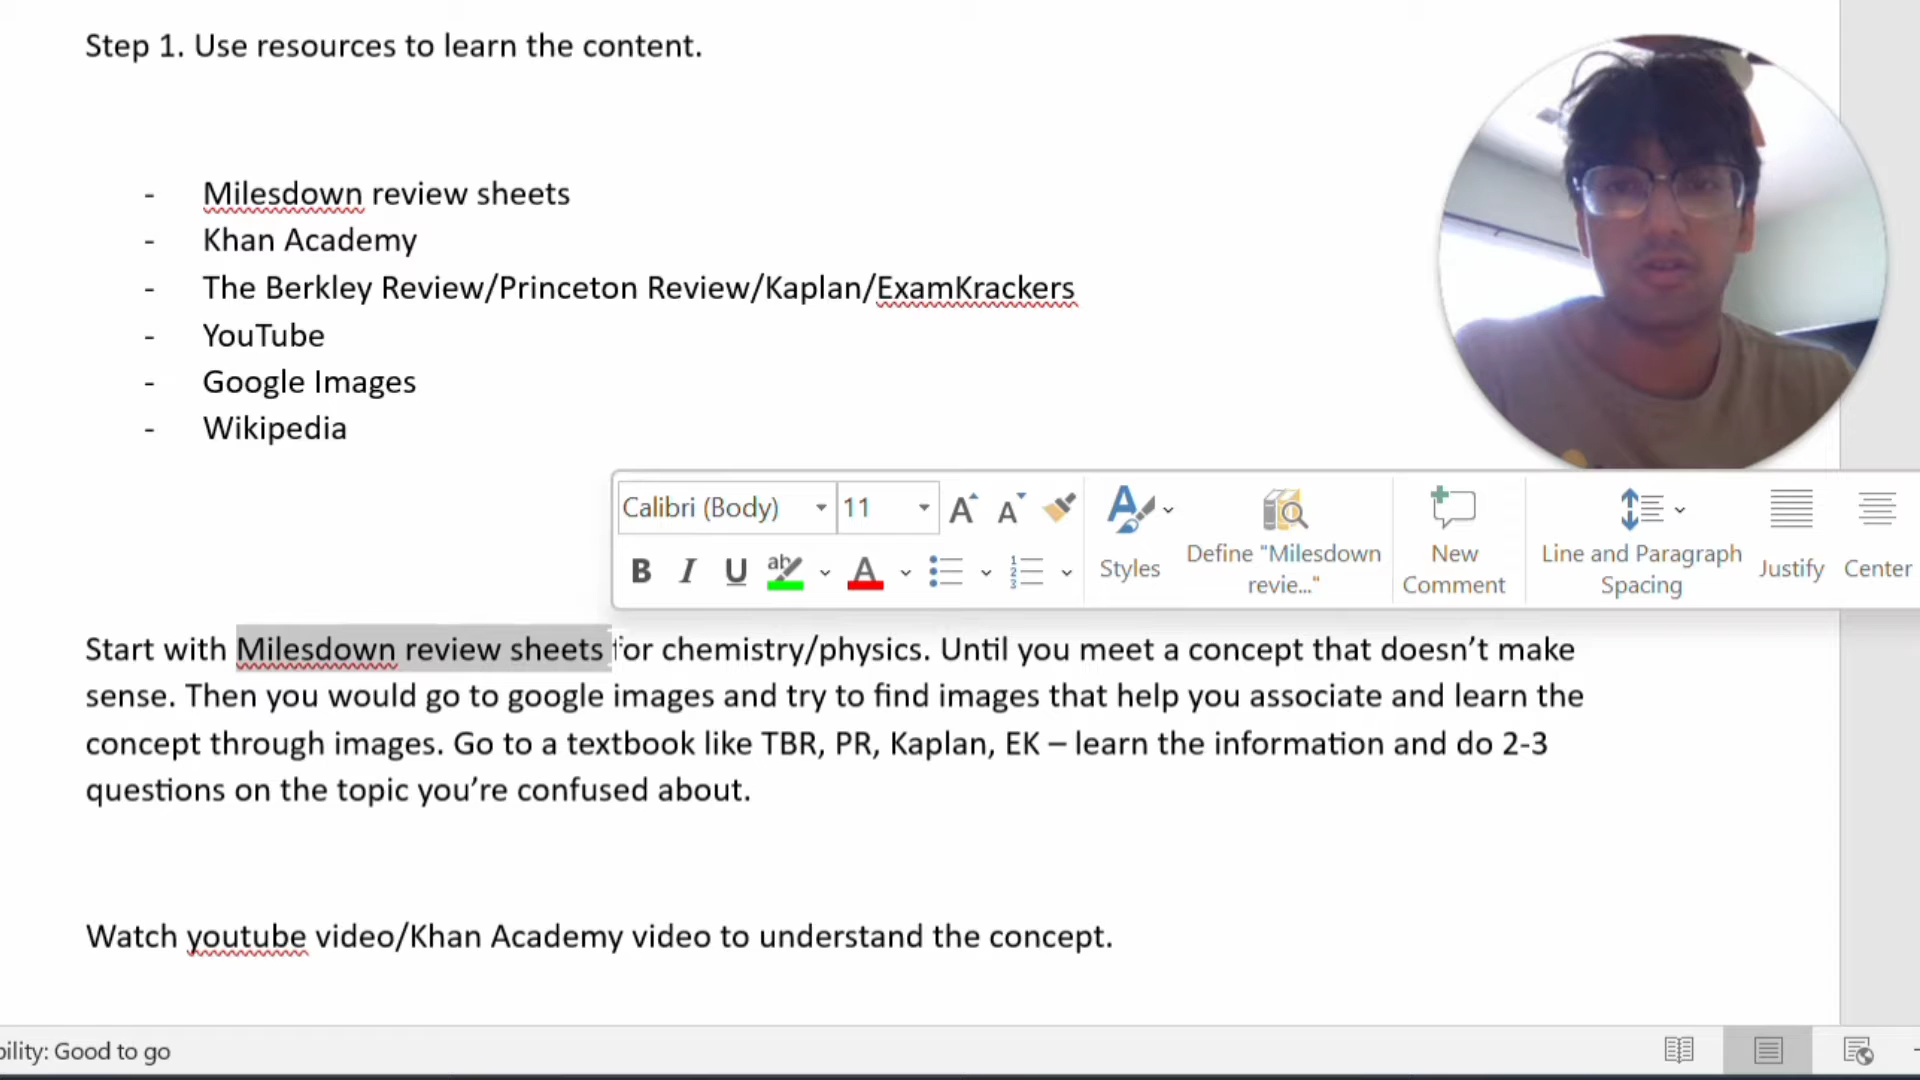 Step 1. Use resources to learn the content.
- Milesdown review sheets
- Khan Academy
- The Berkley Review/Princeton Review/Kaplan/ExamKrackers
- YouTube
- Google Images
- Wikipedia
Calibri (Body) 11
Styles
Define "Milesdown
revie..."
New
Comment
Line and Paragraph
Spacing
Justify
Center
B I U
Start with Milesdown review sheets for chemistry/physics. Until you meet a concept that doesn’t make
sense. Then you would go to google images and try to find images that help you associate and learn the
concept through images. Go to a textbook like TBR, PR, Kaplan, EK – learn the information and do 2-3
questions on the topic you’re confused about.
Watch youtube video/Khan Academy video to understand the concept.
bility: Good to go